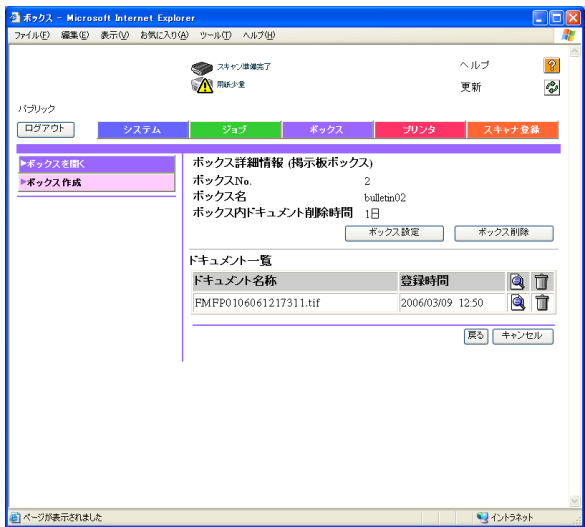 ボックス - Microsoft Internet Explorer
ファイル(F) 編集(E) 表示(V) お気に入り(A) ツール(T) ヘルプ(H)
スキャン準備完了
用紙少量
ヘルプ ?
更新
パブリック
ログアウト システム ジョブ ボックス プリンタ スキャナ登録
ボックスを開く
ボックス作成
ボックス詳細情報 (掲示板ボックス)
ボックスNo. 2
ボックス名 bulletin02
ボックス内ドキュメント削除時間 1日
ボックス設定 ボックス削除
ドキュメント一覧
ドキュメント名称 登録時間
FMFP0106061217311.tif 2006/03/09 12:50
戻る キャンセル
ページが表示されました イントラネット